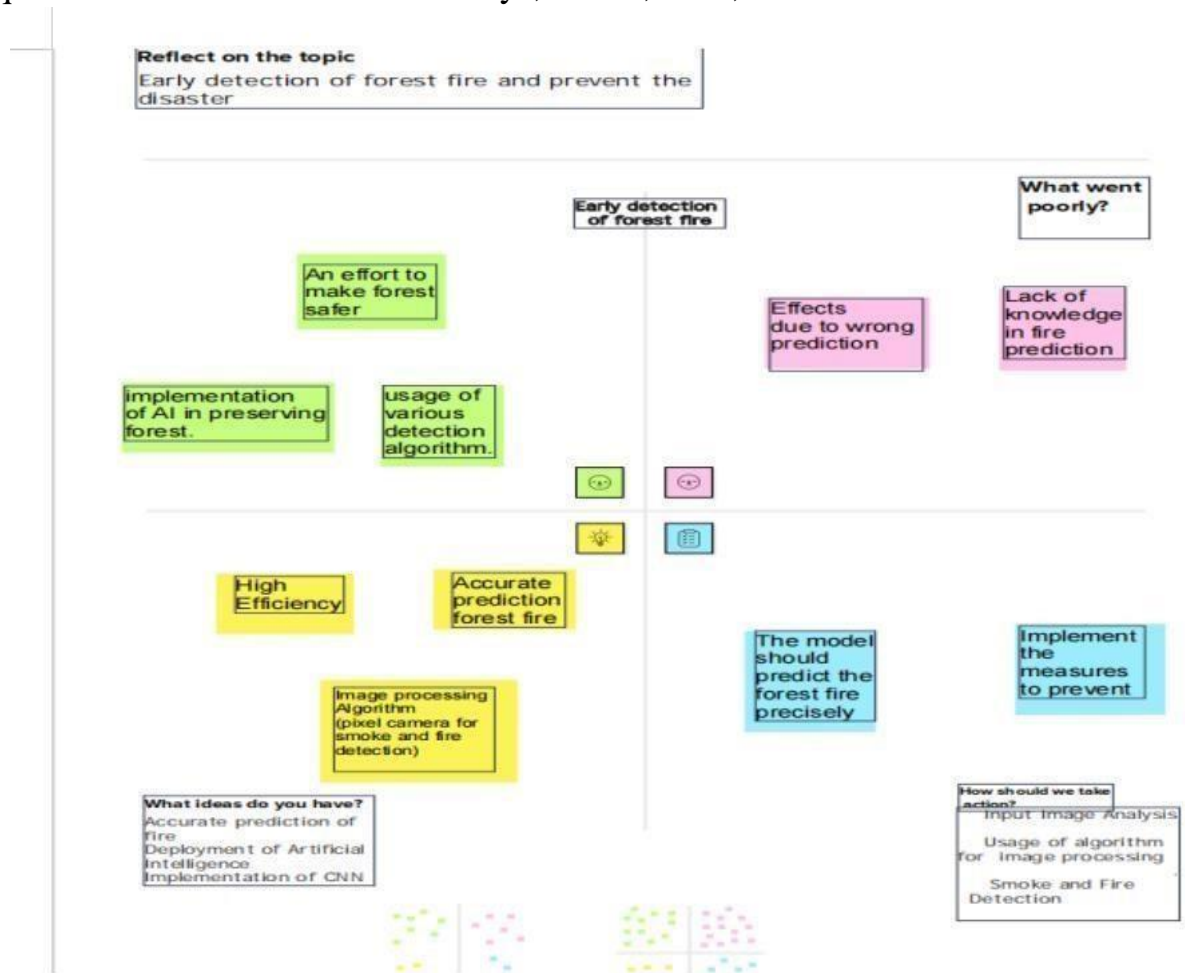 Reflect on the topic
Early detection of forest fire and prevent the
disaster
Early detection
of forest fire
What went
poorly?
An effort to
make forest
safer
Effects
due to wrong
prediction
Lack of
knowledge
in fire
prediction
implementation
of AI in preserving
forest.
usage of
various
detection
algorithm.
High
Efficiency
Accurate
prediction
forest fire
Image processing
Algorithm
(pixel camera for
smoke and fire
detection)
The model
should
predict the
forest fire
precisely
Implement
the
measures
to prevent
What ideas do you have?
Accurate prediction of
fire
Deployment of Artificial
Intelligence
Implementation of CNN
How should we take
action?
Input Image Analysis
Usage of algorithm
for image processing
Smoke and Fire
Detection